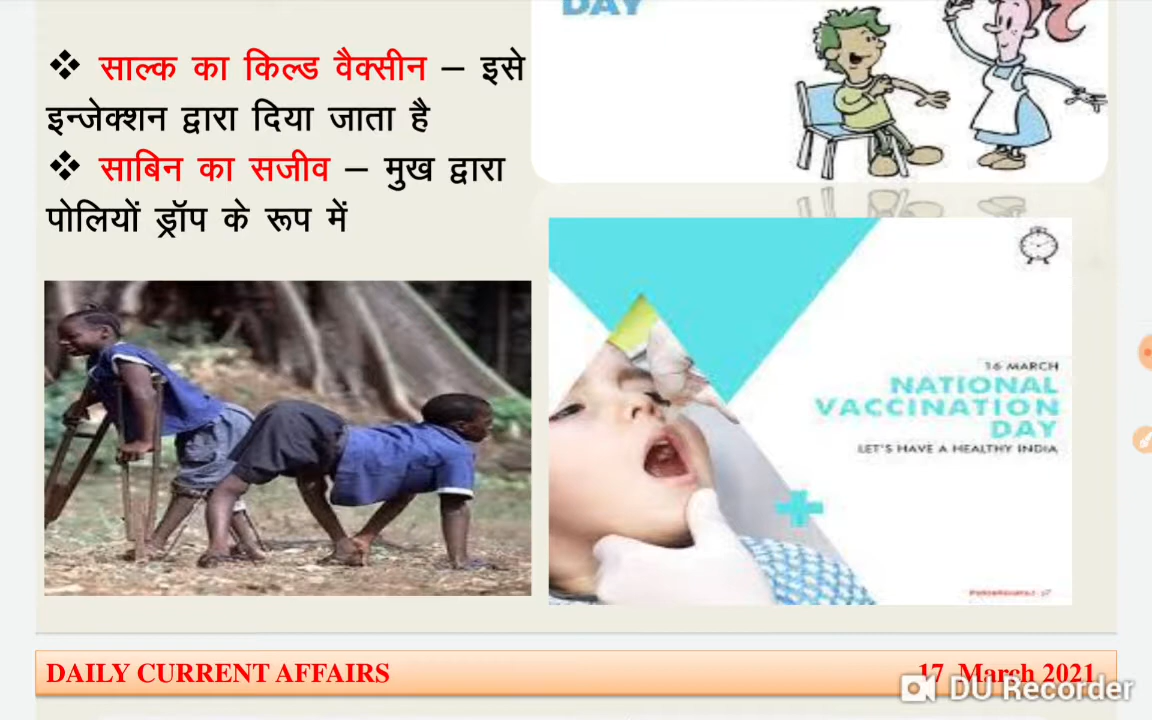 DAY
❖ साल्क का किल्ड वैक्सीन – इसे
इन्जेक्शन द्वारा दिया जाता है
❖ साबिन का सजीव – मुख द्वारा
पोलियों ड्रॉप के रूप में
16 MARCH
NATIONAL
VACCINATION
DAY
LET'S HAVE A HEALTHY INDIA
DAILY CURRENT AFFAIRS
17 March 2021
DU Recorder